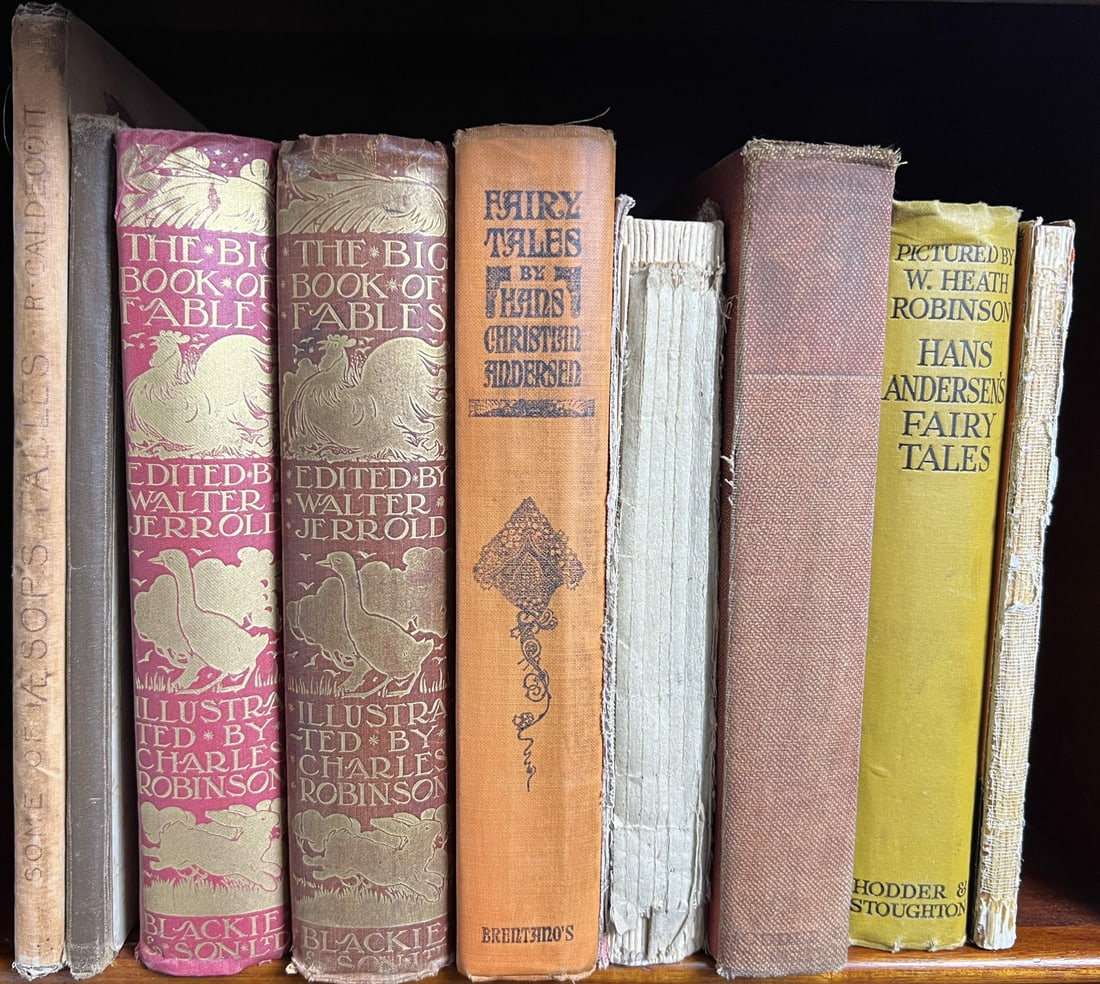 SOME OF ÆSOP'S FABLES · R·CALDECOTT
THE·BIG
BOOK·OF
FABLES
EDITED·BY
WALTER
JERROLD
ILLUSTRA
TED·BY
CHARLES
ROBINSON
BLACKIE
&·SON·LTD
THE·BIG
BOOK·OF·
FABLES
EDITED·BY
WALTER
JERROLD
ILLUSTRA
TED·BY·
CHARLES
ROBINSON
BLACKIE
&·SON·LTD
FAIRY
TALES
BY
HANS
CHRISTIAN
ANDERSEN
BRENTANO'S
PICTURED BY
W. HEATH
ROBINSON
HANS
ANDERSEN'S
FAIRY
TALES
HODDER &
STOUGHTON